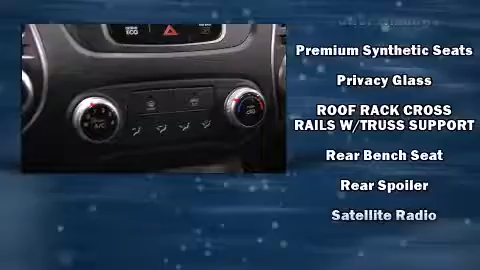 ECO
A/C
Premium Synthetic Seats
Privacy Glass
ROOF RACK CROSS
RAILS W/TRUSS SUPPORT
Rear Bench Seat
Rear Spoiler
Satellite Radio